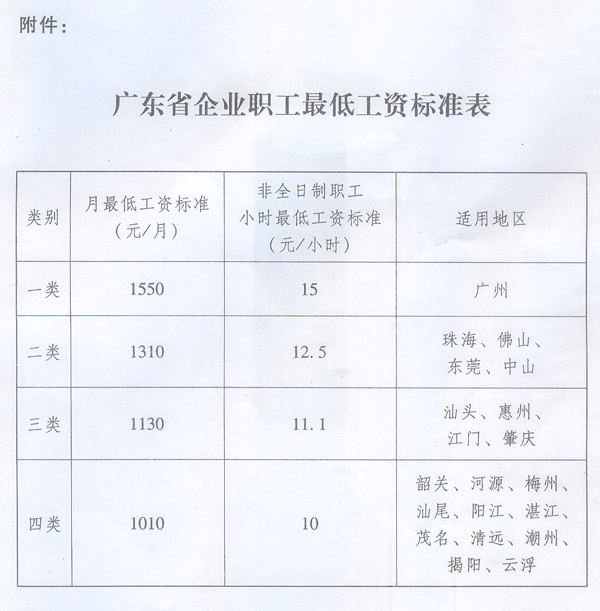 附件：
广东省企业职工最低工资标准表
类别
月最低工资标准
（元/月）
非全日制职工
小时最低工资标准
（元/小时）
适用地区
一类
1550
15
广州
二类
1310
12.5
珠海、佛山、
东莞、中山
三类
1130
11.1
汕头、惠州、
江门、肇庆
四类
1010
10
韶关、河源、梅州、
汕尾、阳江、湛江、
茂名、清远、潮州、
揭阳、云浮